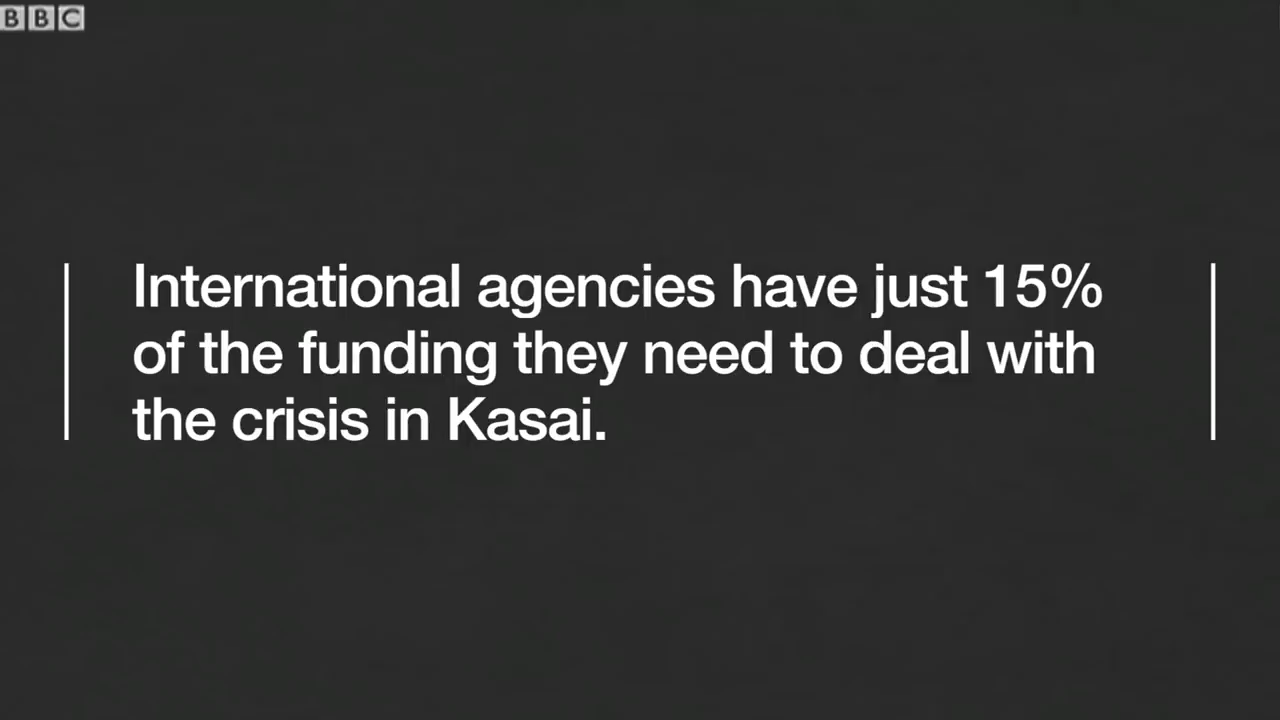 BBC
International agencies have just 15%
of the funding they need to deal with
the crisis in Kasai.